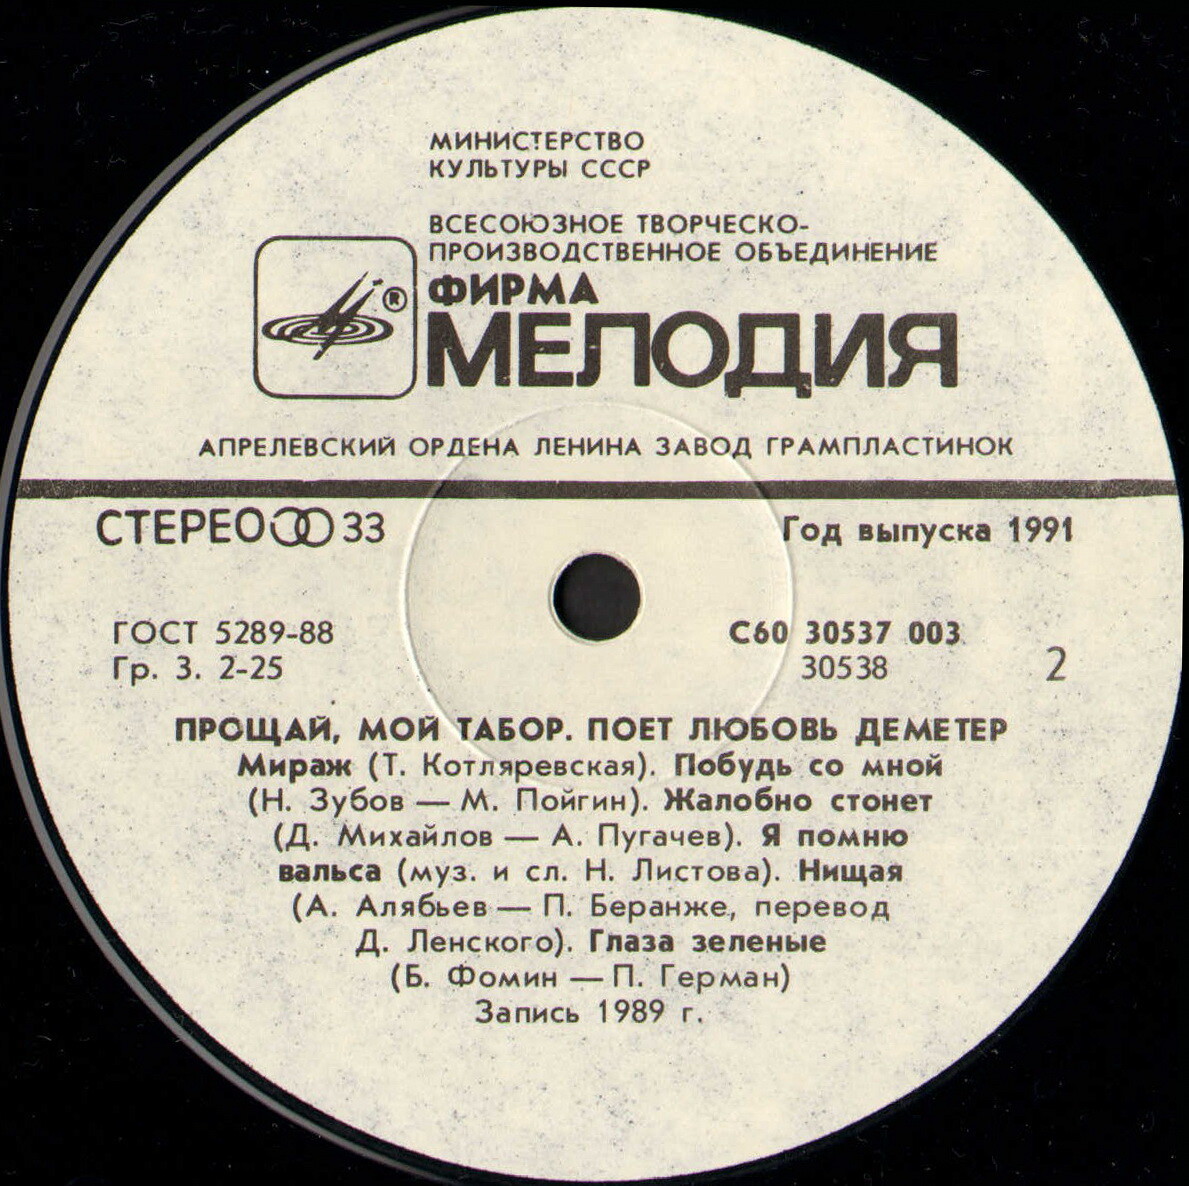 МИНИСТЕРСТВО
КУЛЬТУРЫ СССР
ВСЕСОЮЗНОЕ ТВОРЧЕСКО-
ПРОИЗВОДСТВЕННОЕ ОБЪЕДИНЕНИЕ
ФИРМА
®
МЕЛОДИЯ
АПРЕЛЕВСКИЙ ОРДЕНА ЛЕНИНА ЗАВОД ГРАМПЛАСТИНОК
СТЕРЕО 33
Год выпуска 1991
ГОСТ 5289-88
Гр. 3. 2-25
С60 30537 003
30538
2
ПРОЩАЙ, МОЙ ТАБОР. ПОЕТ ЛЮБОВЬ ДЕМЕТЕР
Мираж (Т. Котляревская). Побудь со мной
(Н. Зубов — М. Пойгин). Жалобно стонет
(Д. Михайлов — А. Пугачев). Я помню
вальса (муз. и сл. Н. Листова). Нищая
(А. Алябьев — П. Беранже, перевод
Д. Ленского). Глаза зеленые
(Б. Фомин — П. Герман)
Запись 1989 г.